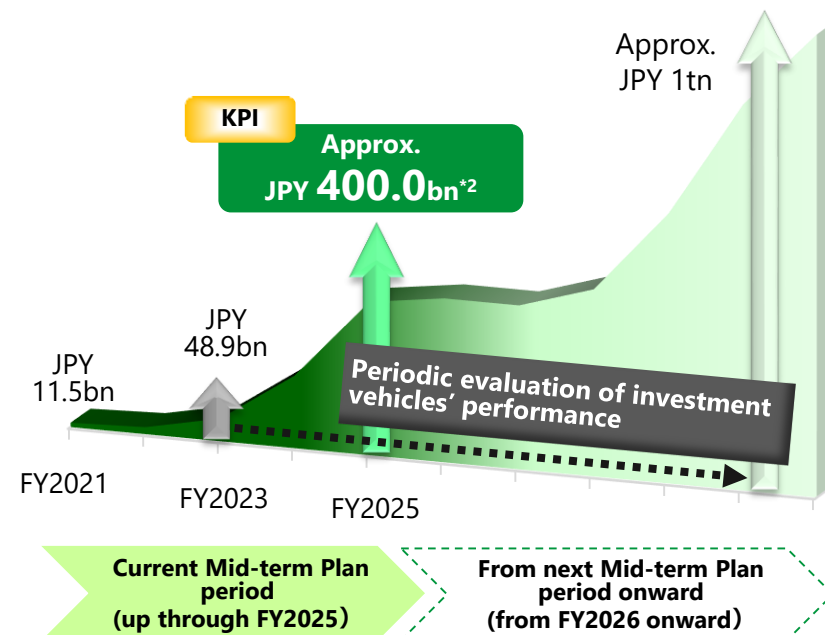 Approx.
JPY 1tn
KPI
Approx.
JPY 400.0bn*2
JPY
48.9bn
JPY
11.5bn
Periodic evaluation of investment
vehicles' performance
FY2021
FY2023
FY2025
Current Mid-term Plan
period
(up through FY2025)
From next Mid-term Plan
period onward
(from FY2026 onward)